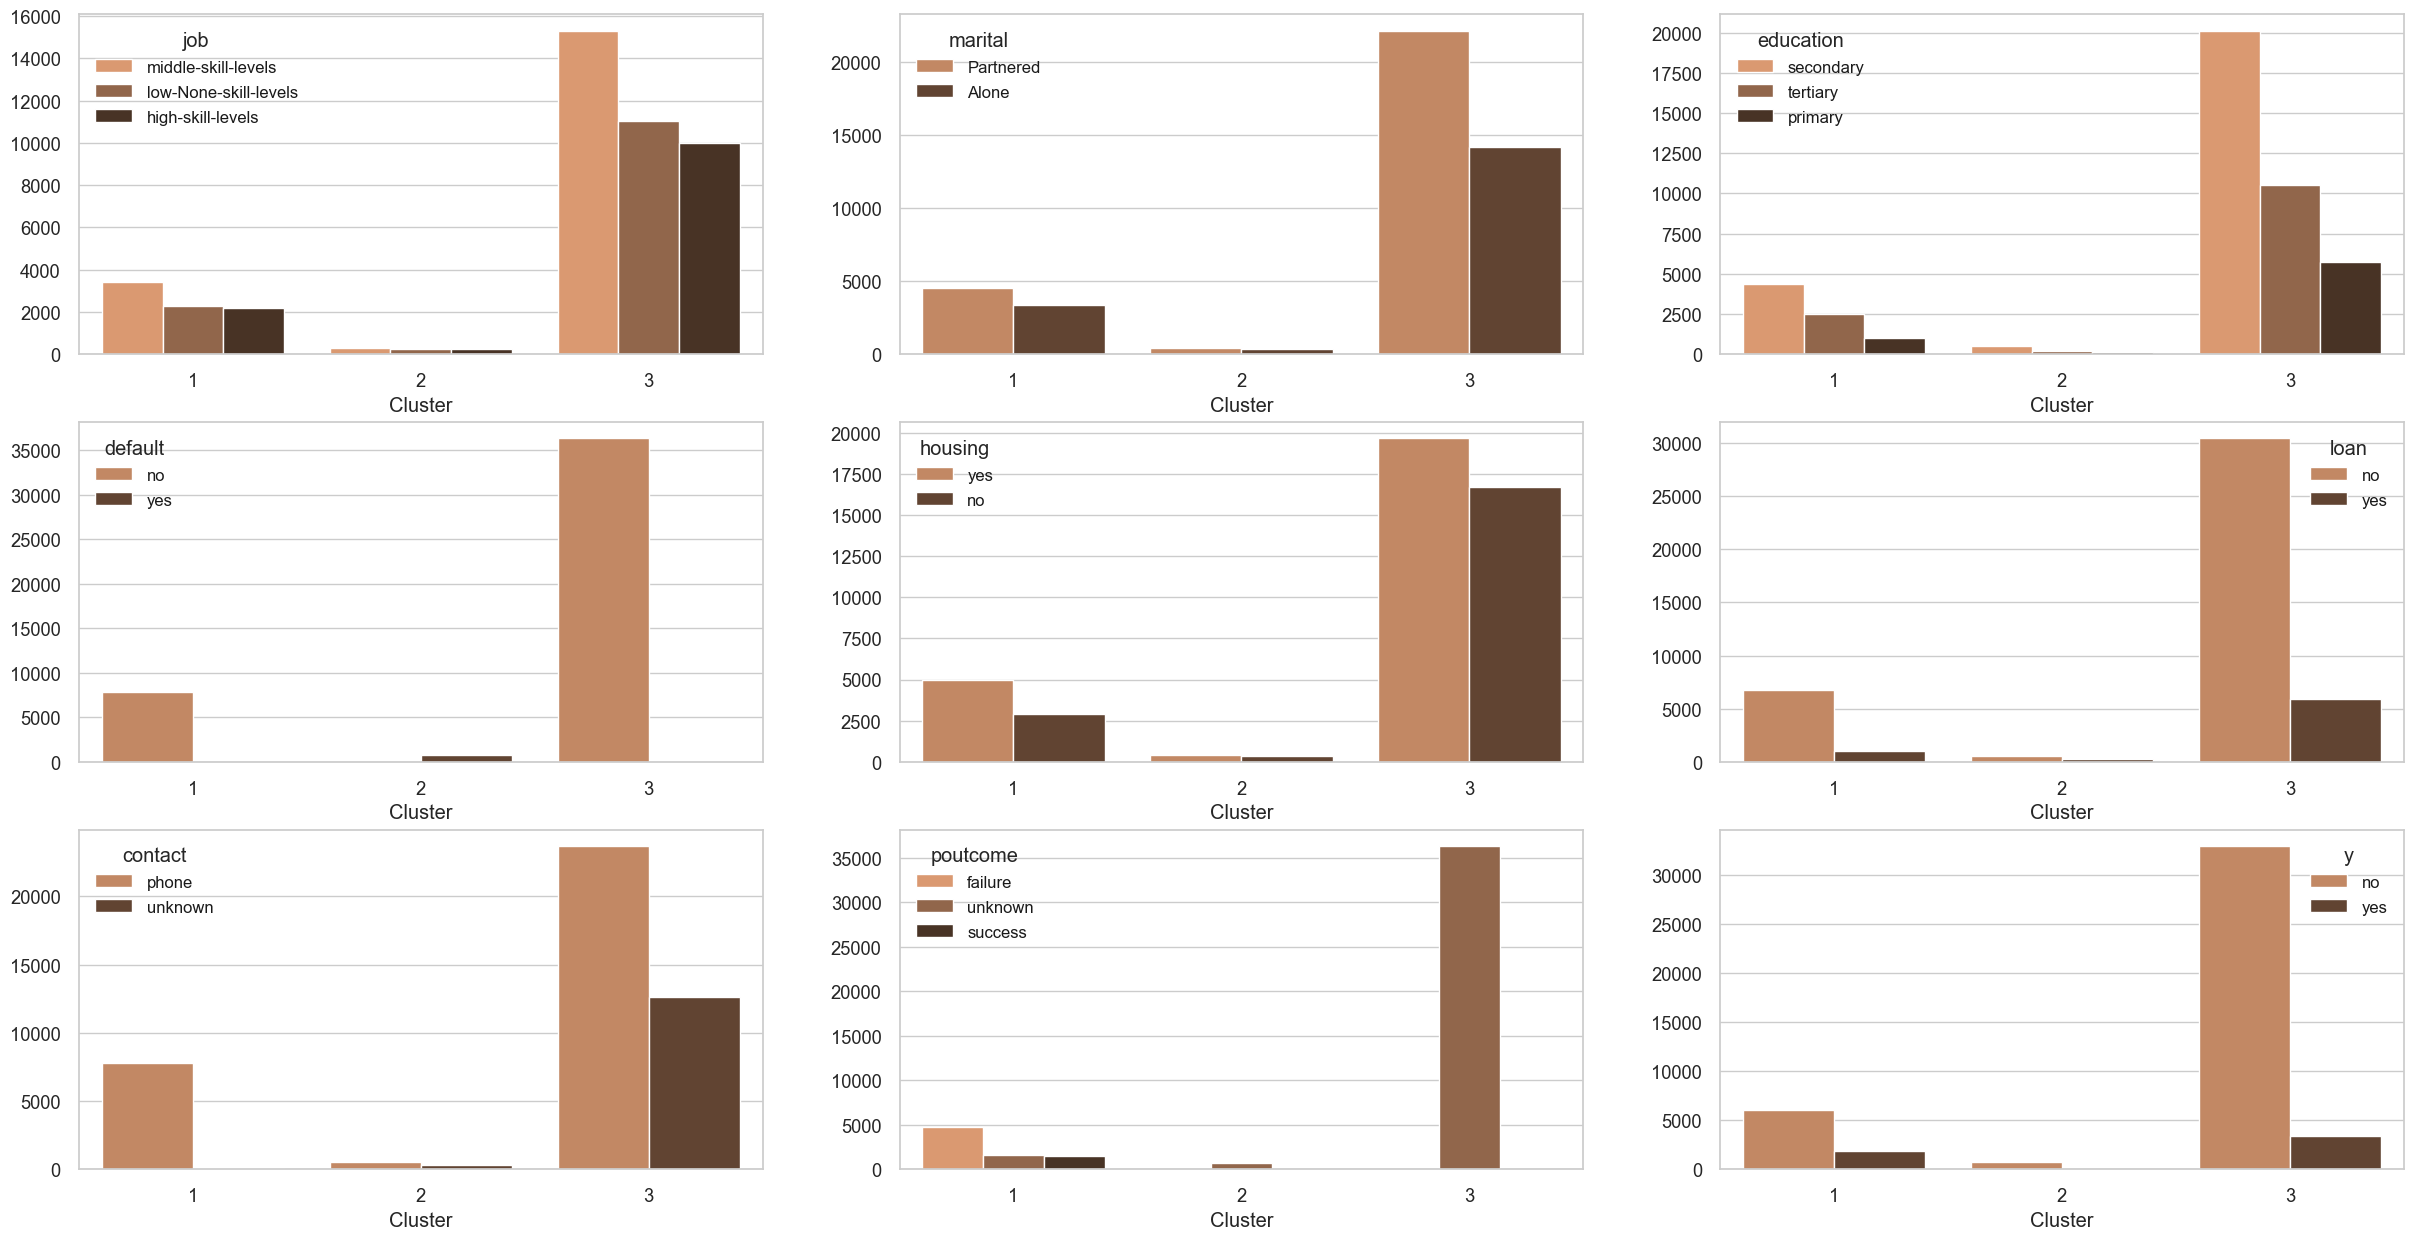 job
middle-skill-levels
low-None-skill-levels
high-skill-levels
16000
14000
12000
10000
8000
6000
4000
2000
0
1 2 3
Cluster
marital
Partnered
Alone
20000
15000
10000
5000
0
1 2 3
Cluster
education
secondary
tertiary
primary
20000
17500
15000
12500
10000
7500
5000
2500
0
1 2 3
Cluster
default
no
yes
35000
30000
25000
20000
15000
10000
5000
0
1 2 3
Cluster
housing
yes
no
20000
17500
15000
12500
10000
7500
5000
2500
0
1 2 3
Cluster
loan
no
yes
30000
25000
20000
15000
10000
5000
0
1 2 3
Cluster
contact
phone
unknown
20000
15000
10000
5000
0
1 2 3
Cluster
poutcome
failure
unknown
success
35000
30000
25000
20000
15000
10000
5000
0
1 2 3
Cluster
y
no
yes
30000
25000
20000
15000
10000
5000
0
1 2 3
Cluster